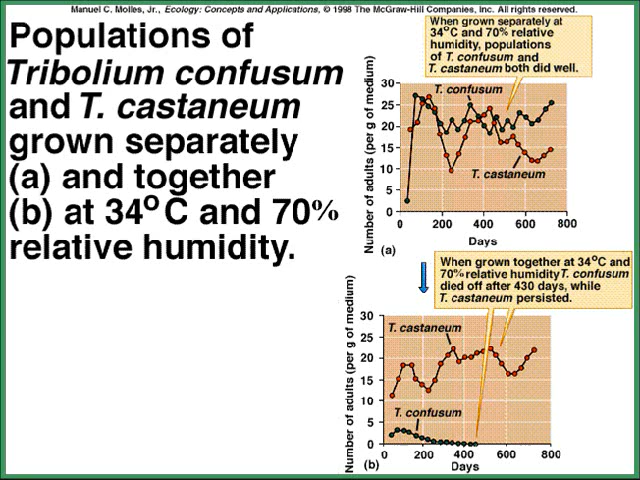 Manuel C. Molles, Jr., Ecology: Concepts and Applications, © 1998 The McGraw-Hill Companies, Inc. All rights reserved.
Populations of
Tribolium confusum
and T. castaneum
grown separately
(a) and together
(b) at 34°C and 70%
relative humidity.
When grown separately at
34°C and 70% relative
humidity, populations
of T. confusum and
T. castaneum both did well.
Number of adults (per g of medium)
30
25
20
15
10
5
0
T. confusum
T. castaneum
0 200 400 600 800
Days
(a)
When grown together at 34°C and
70% relative humidity T. confusum
died off after 430 days, while
T. castaneum persisted.
Number of adults (per g of medium)
30
25
20
15
10
5
0
T. castaneum
T. confusum
0 200 400 600 800
Days
(b)